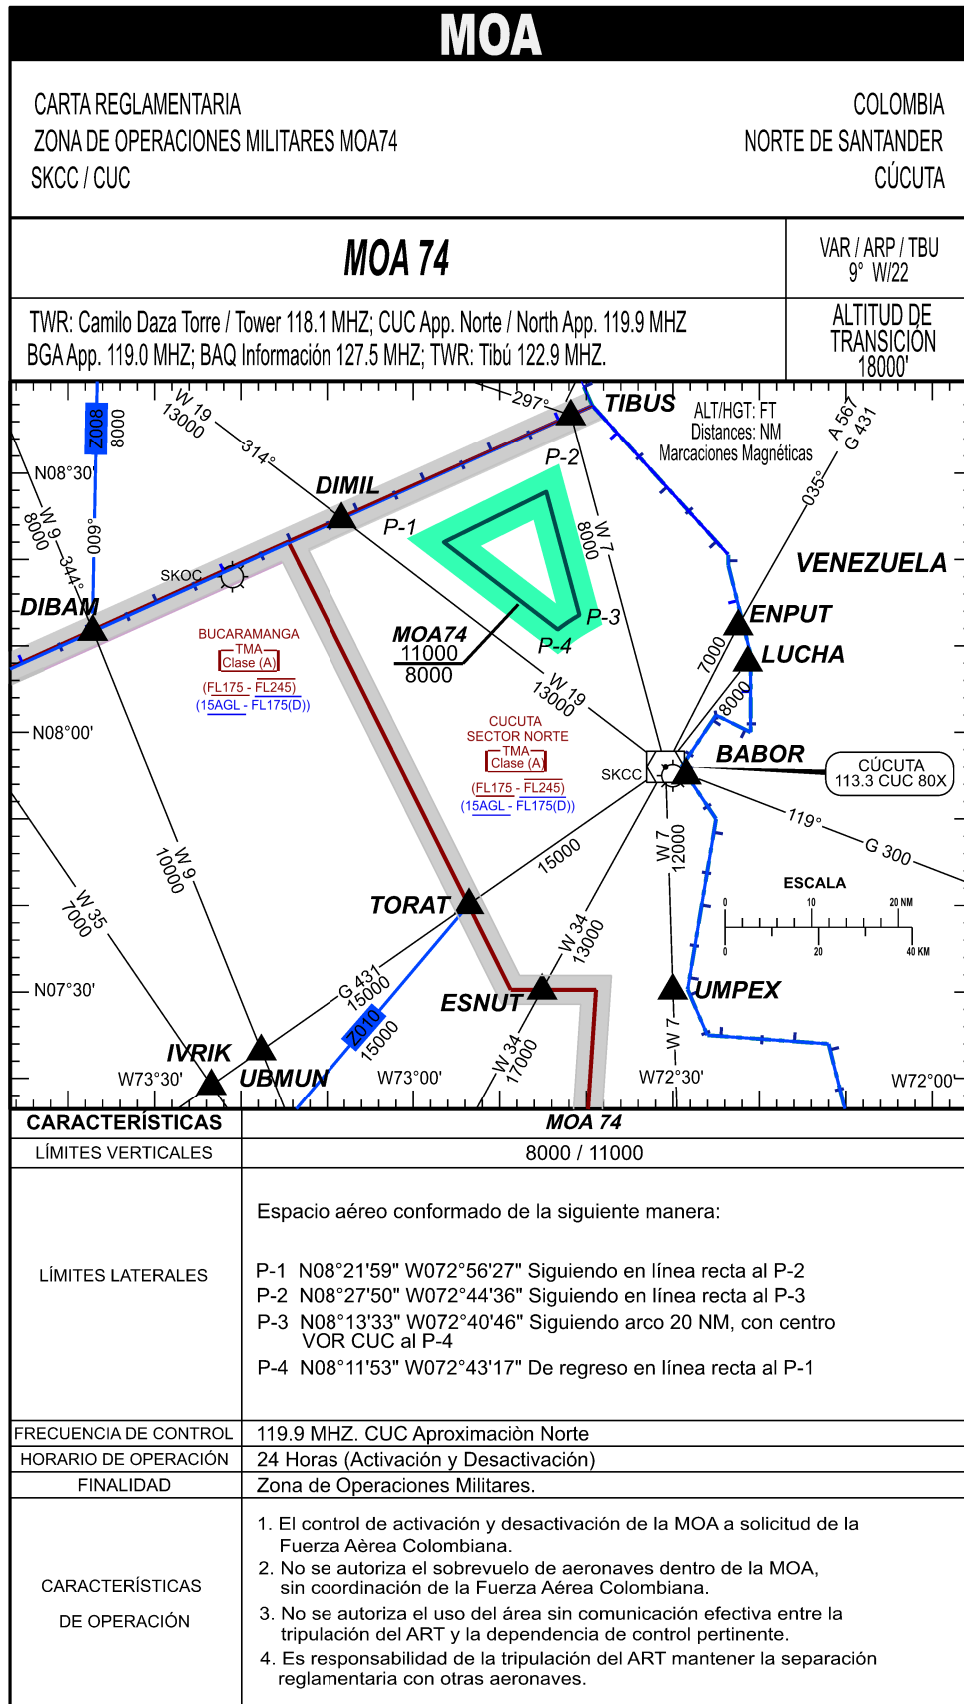 MOA
CARTA REGLAMENTARIA
ZONA DE OPERACIONES MILITARES MOA74
SKCC / CUC
COLOMBIA
NORTE DE SANTANDER
CÚCUTA
MOA 74
VAR / ARP / TBU
9° W/22
TWR: Camilo Daza Torre / Tower 118.1 MHZ; CUC App. Norte / North App. 119.9 MHZ
BGA App. 119.0 MHZ; BAQ Información 127.5 MHZ; TWR: Tibú 122.9 MHZ.
ALTITUD DE
TRANSICIÓN
18000'
Z008
8000
W 19
13000
314°
297°
TIBUS
ALT/HGT: FT
Distances: NM
Marcaciones Magnéticas
A 567
G 431
035°
N08°30'
P-2
DIMIL
P-1
W 9
8000
344°
009°
W 7
8000
VENEZUELA
SKOC
DIBAM
ENPUT
P-3
BUCARAMANGA
TMA
Clase (A)
(FL175 - FL245)
(15AGL - FL175(D))
MOA74
11000
8000
P-4
LUCHA
7000
8000
W 19
13000
N08°00'
CUCUTA
SECTOR NORTE
TMA
Clase (A)
(FL175 - FL245)
(15AGL - FL175(D))
BABOR
SKCC
CÚCUTA
113.3 CUC 80X
119°
G 300
W 7
12000
15000
W 9
10000
ESCALA
0 10 20 NM
0 20 40 KM
W 35
7000
TORAT
W 34
13000
N07°30'
G 431
15000
ESNUT
UMPEX
Z010
15000
IVRIK
UBMUN
W 34
17000
W 7
W73°30'
W73°00'
W72°30'
W72°00'
CARACTERÍSTICAS
MOA 74
LÍMITES VERTICALES
8000 / 11000
LÍMITES LATERALES
Espacio aéreo conformado de la siguiente manera:
P-1 N08°21'59" W072°56'27" Siguiendo en línea recta al P-2
P-2 N08°27'50" W072°44'36" Siguiendo en línea recta al P-3
P-3 N08°13'33" W072°40'46" Siguiendo arco 20 NM, con centro
VOR CUC al P-4
P-4 N08°11'53" W072°43'17" De regreso en línea recta al P-1
FRECUENCIA DE CONTROL
119.9 MHZ. CUC Aproximaciòn Norte
HORARIO DE OPERACIÓN
24 Horas (Activación y Desactivación)
FINALIDAD
Zona de Operaciones Militares.
CARACTERÍSTICAS
DE OPERACIÓN
1. El control de activación y desactivación de la MOA a solicitud de la
Fuerza Aèrea Colombiana.
2. No se autoriza el sobrevuelo de aeronaves dentro de la MOA,
sin coordinación de la Fuerza Aérea Colombiana.
3. No se autoriza el uso del área sin comunicación efectiva entre la
tripulación del ART y la dependencia de control pertinente.
4. Es responsabilidad de la tripulación del ART mantener la separación
reglamentaria con otras aeronaves.